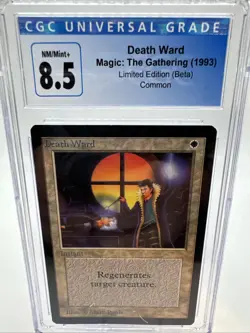 CGC UNIVERSAL GRADE
NM/Mint+
8.5
Death Ward
Magic: The Gathering (1993)
Limited Edition (Beta)
Common
Death Ward
Instant
Regenerates
target creature.